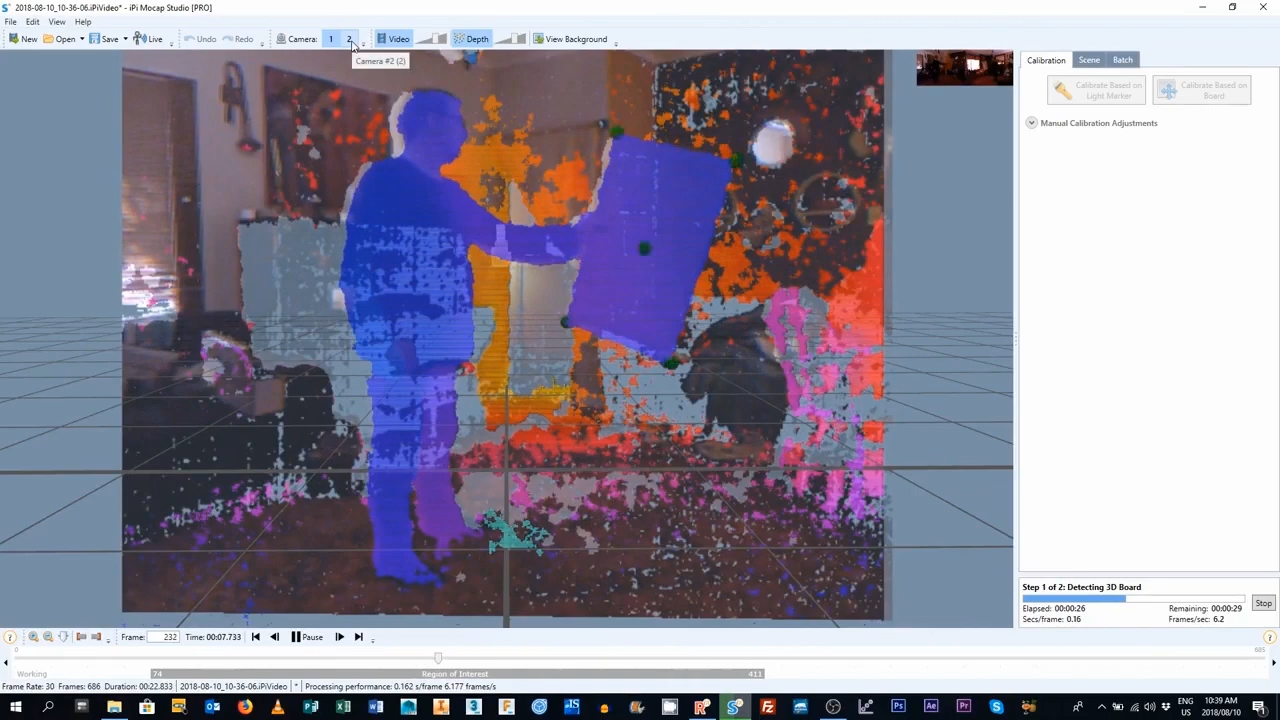 2018-08-10_10-36-06.iPiVideo* - iPi Mocap Studio [PRO]
File Edit View Help
New Open Save Live Undo Redo Camera: 1 2 Video Depth View Background
Camera #2 (2)
Calibration Scene Batch
Calibrate Based on Light Marker
Calibrate Based on Board
Manual Calibration Adjustments
Step 1 of 2: Detecting 3D Board
Elapsed: 00:00:26 Remaining: 00:00:29
Secs/frame: 0.16 Frames/sec: 6.2
Stop
Frame: 232 Time: 00:07.733 Pause
0 685
Working 74 Region of Interest 411
Frame Rate: 30 Frames: 686 Duration: 00:22.833 2018-08-10_10-36-06.iPiVideo * Processing performance: 0.162 s/frame 6.177 frames/s
ENG 10:39 AM
US 2018/08/10